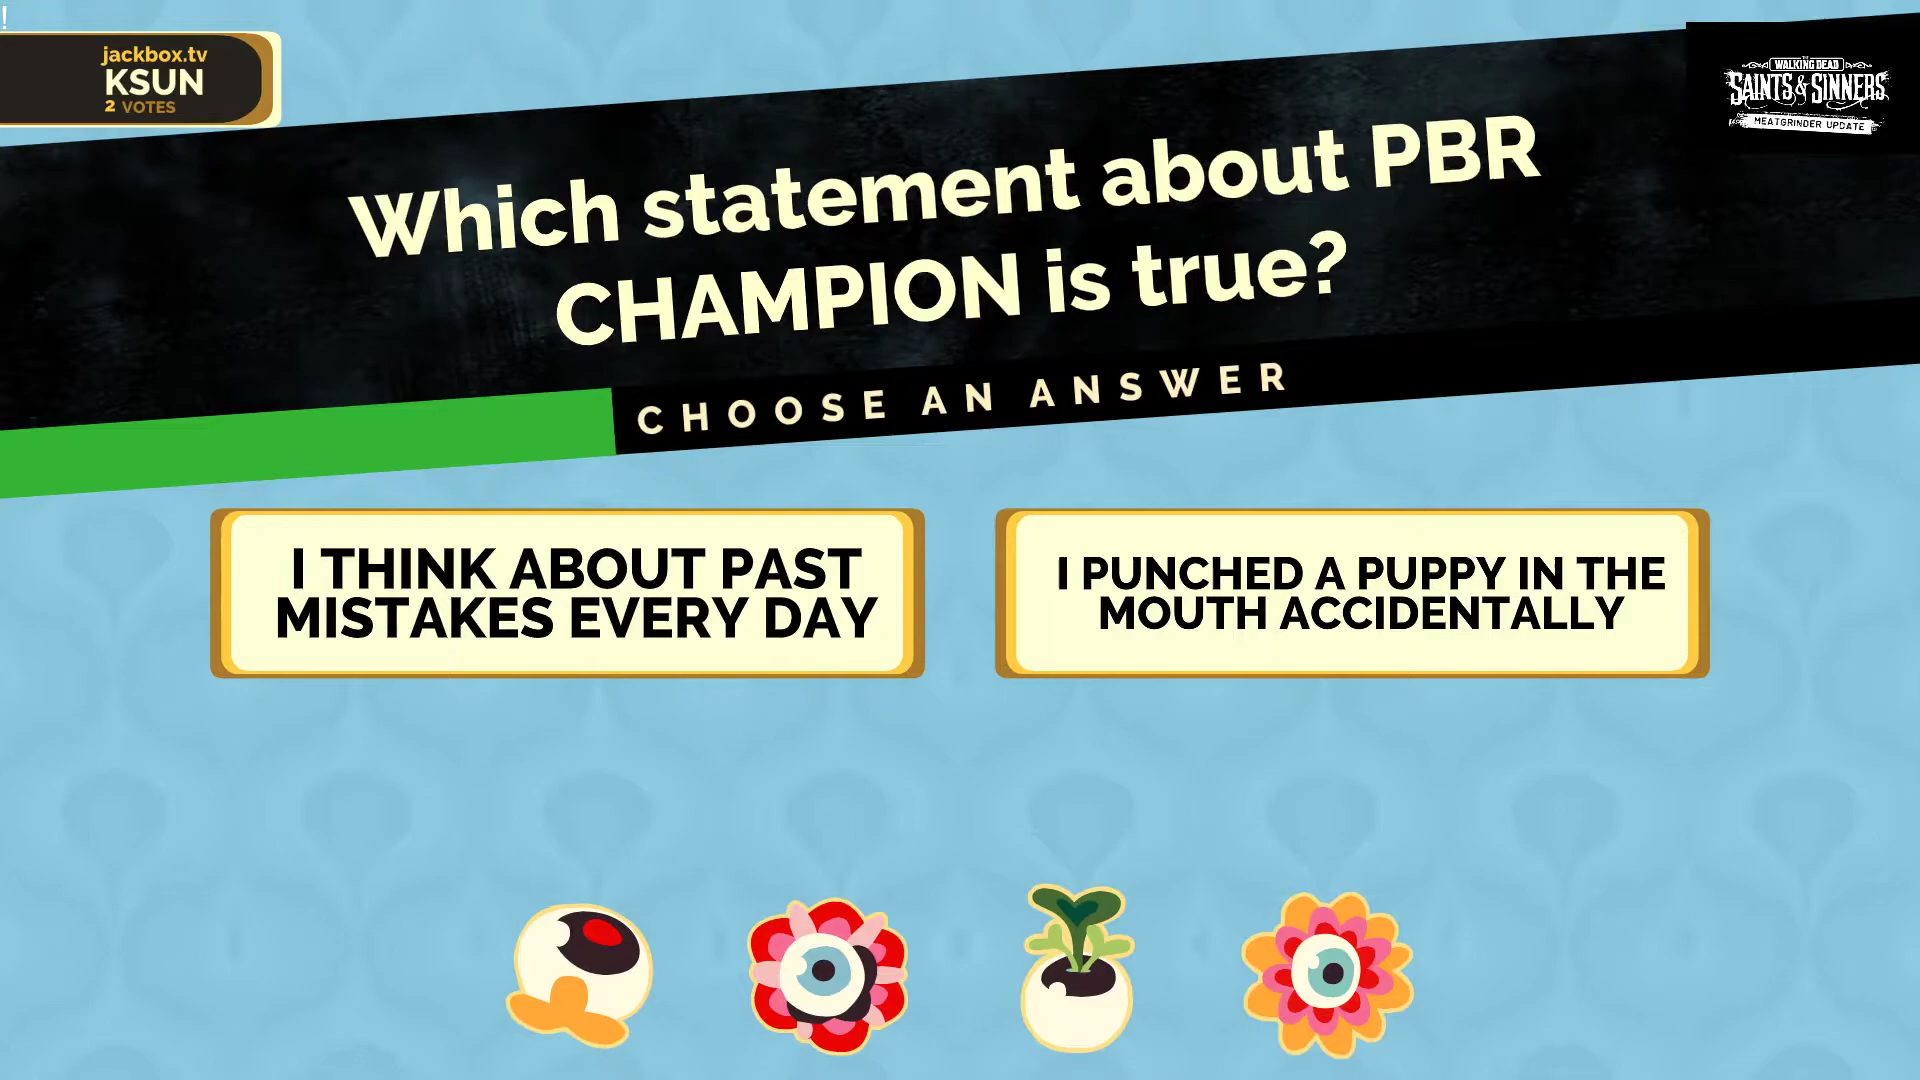 !
jackbox.tv
KSUN
2 VOTES
THE
WALKING DEAD
SAINTS & SINNERS
MEATGRINDER UPDATE
Which statement about PBR
CHAMPION is true?
CHOOSE AN ANSWER
I THINK ABOUT PAST
MISTAKES EVERY DAY
I PUNCHED A PUPPY IN THE
MOUTH ACCIDENTALLY